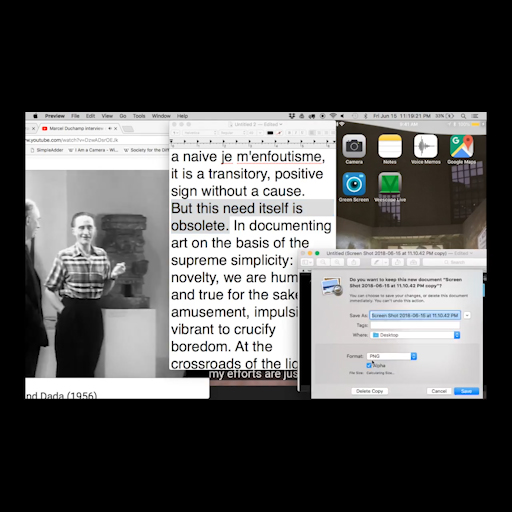 Preview File Edit View Go Tools Window Help
Fri Jun 15 11:19:21 PM
Marcel Duchamp interview
SimpleAdder
I Am a Camera - Wi
Society for the Diff
nd Dada (1956)
Untitled 2 — Edited
a naive je m'enfoutisme,
it is a transitory, positive
sign without a cause.
But this need itself is
obsolete. In documenting
art on the basis of the
supreme simplicity:
novelty, we are hum
and true for the sake
amusement, impulsi
vibrant to crucify
boredom. At the
crossroads of the lig
my efforts are jus
Camera
Notes
Voice Memos
Google Maps
Green Screen
Untitled (Screen Shot 2018-06-15 at 11.10.42 PM copy) — Edited
Do you want to keep this new document “Screen
Shot 2018-06-15 at 11.10.42 PM copy”?
You can choose to save your changes, or delete this document
immediately. You can't undo this action.
Save As: Screen Shot 2018-06-15 at 11.10.42 PM
Tags:
Where: Desktop
Format: PNG
Alpha
File Size:
Delete Copy
Cancel
Save